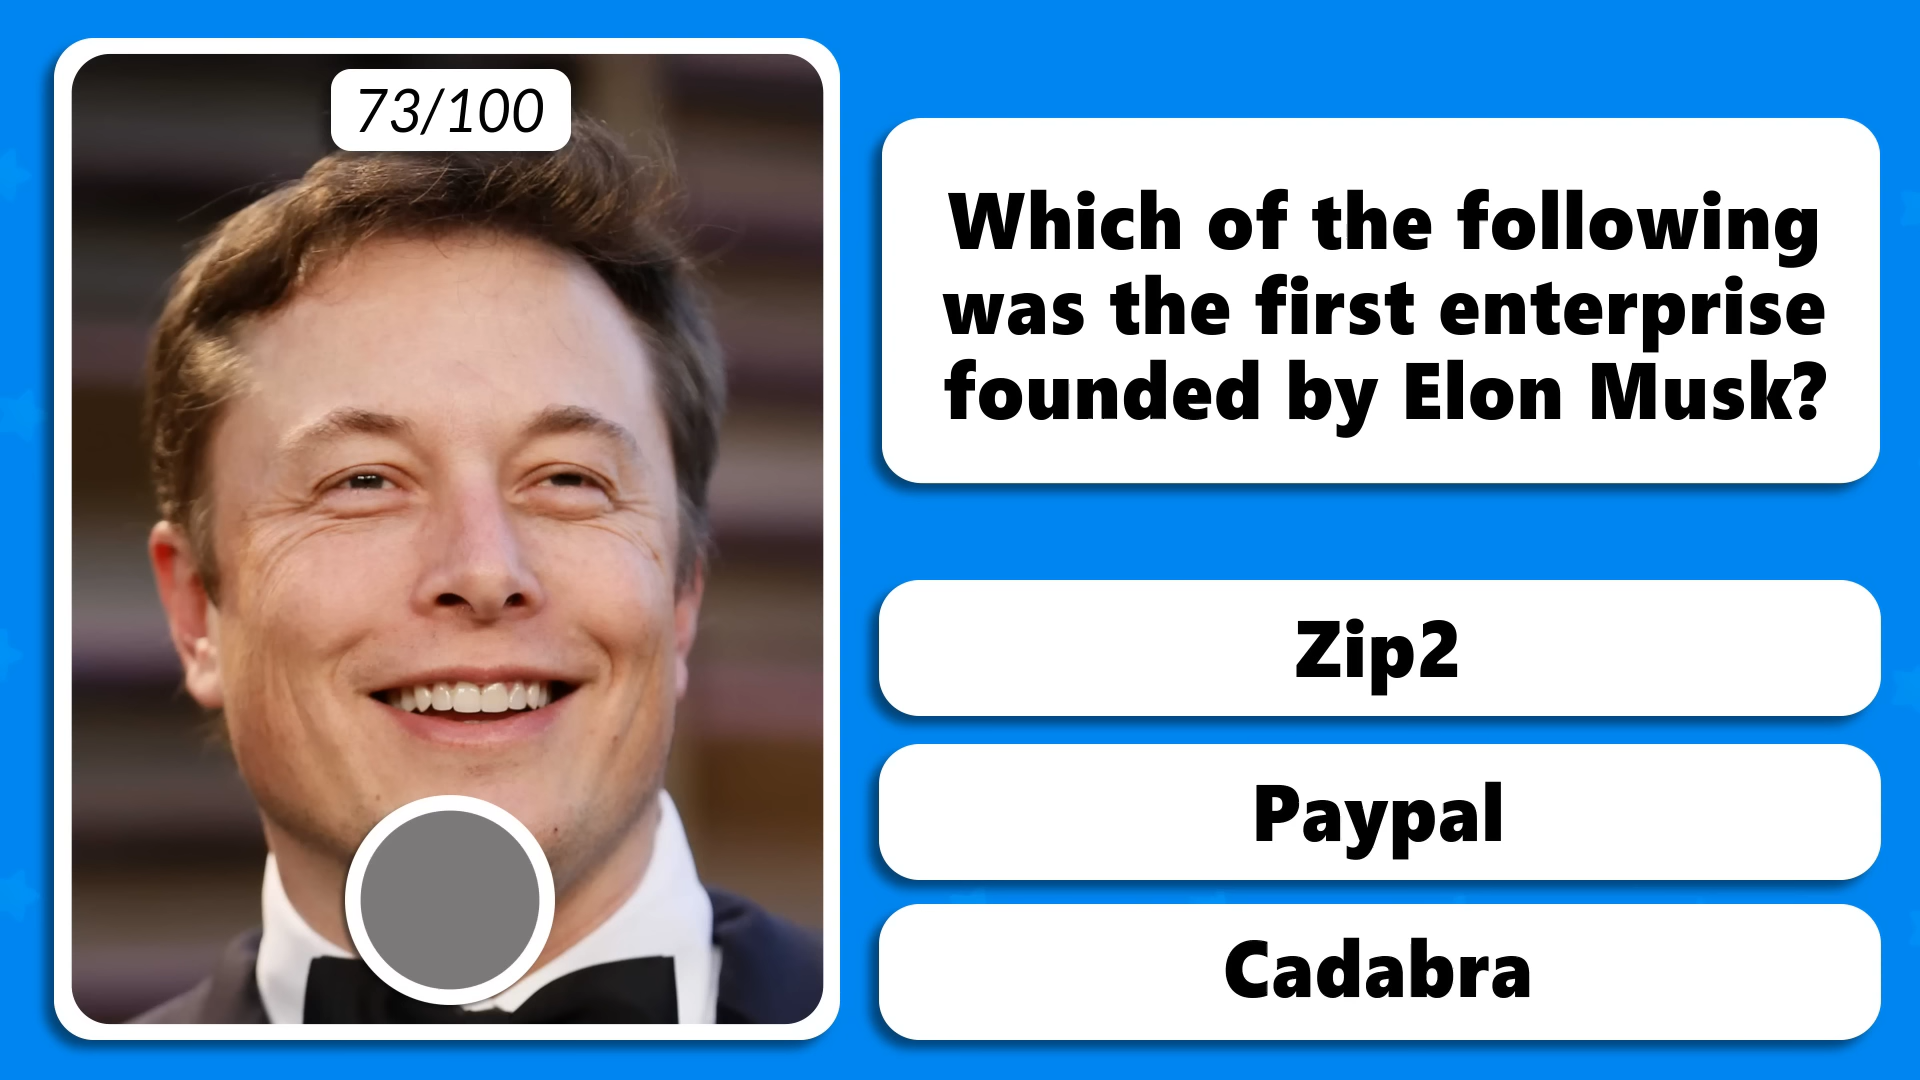 73/100
Which of the following
was the first enterprise
founded by Elon Musk?
Zip2
Paypal
Cadabra